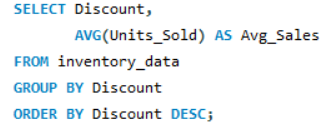 SELECT Discount,
AVG(Units_Sold) AS Avg_Sales
FROM inventory_data
GROUP BY Discount
ORDER BY Discount DESC;